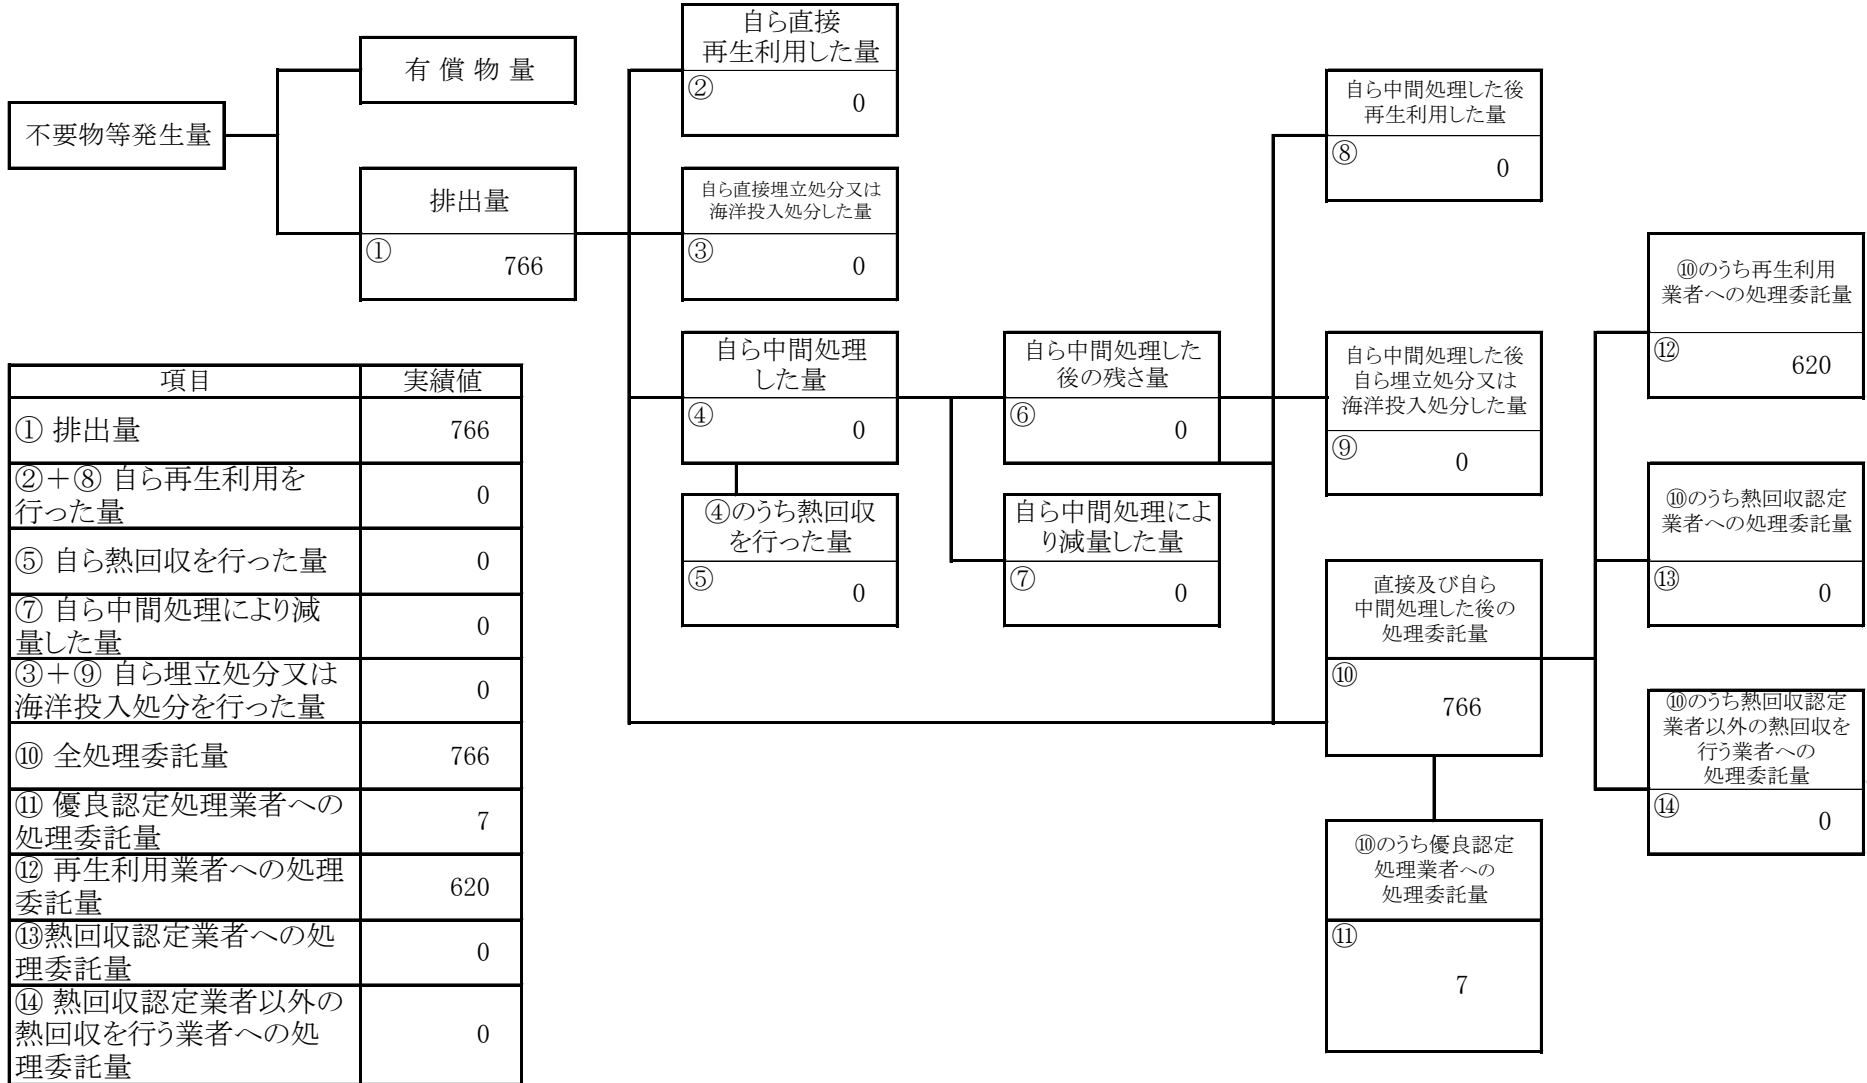 不要物等発生量
有 償 物 量
排出量
①
766
自ら直接
再生利用した量
②
0
自ら直接埋立処分又は
海洋投入処分した量
③
0
自ら中間処理
した量
④
0
④のうち熱回収
を行った量
⑤
0
自ら中間処理した
後の残さ量
⑥
0
自ら中間処理によ
り減量した量
⑦
0
自ら中間処理した後
再生利用した量
⑧
0
自ら中間処理した後
自ら埋立処分又は
海洋投入処分した量
⑨
0
直接及び自ら
中間処理した後の
処理委託量
⑩
766
⑩のうち優良認定
処理業者への
処理委託量
⑪
7
⑩のうち再生利用
業者への処理委託量
⑫
620
⑩のうち熱回収認定
業者への処理委託量
⑬
0
⑩のうち熱回収認定
業者以外の熱回収を
行う業者への
処理委託量
⑭
0
項目 実績値
① 排出量 766
②＋⑧ 自ら再生利用を
行った量 0
⑤ 自ら熱回収を行った量 0
⑦ 自ら中間処理により減
量した量 0
③＋⑨ 自ら埋立処分又は
海洋投入処分を行った量 0
⑩ 全処理委託量 766
⑪ 優良認定処理業者への
処理委託量 7
⑫ 再生利用業者への処理
委託量 620
⑬熱回収認定業者への処
理委託量 0
⑭ 熱回収認定業者以外の
熱回収を行う業者への処
理委託量 0